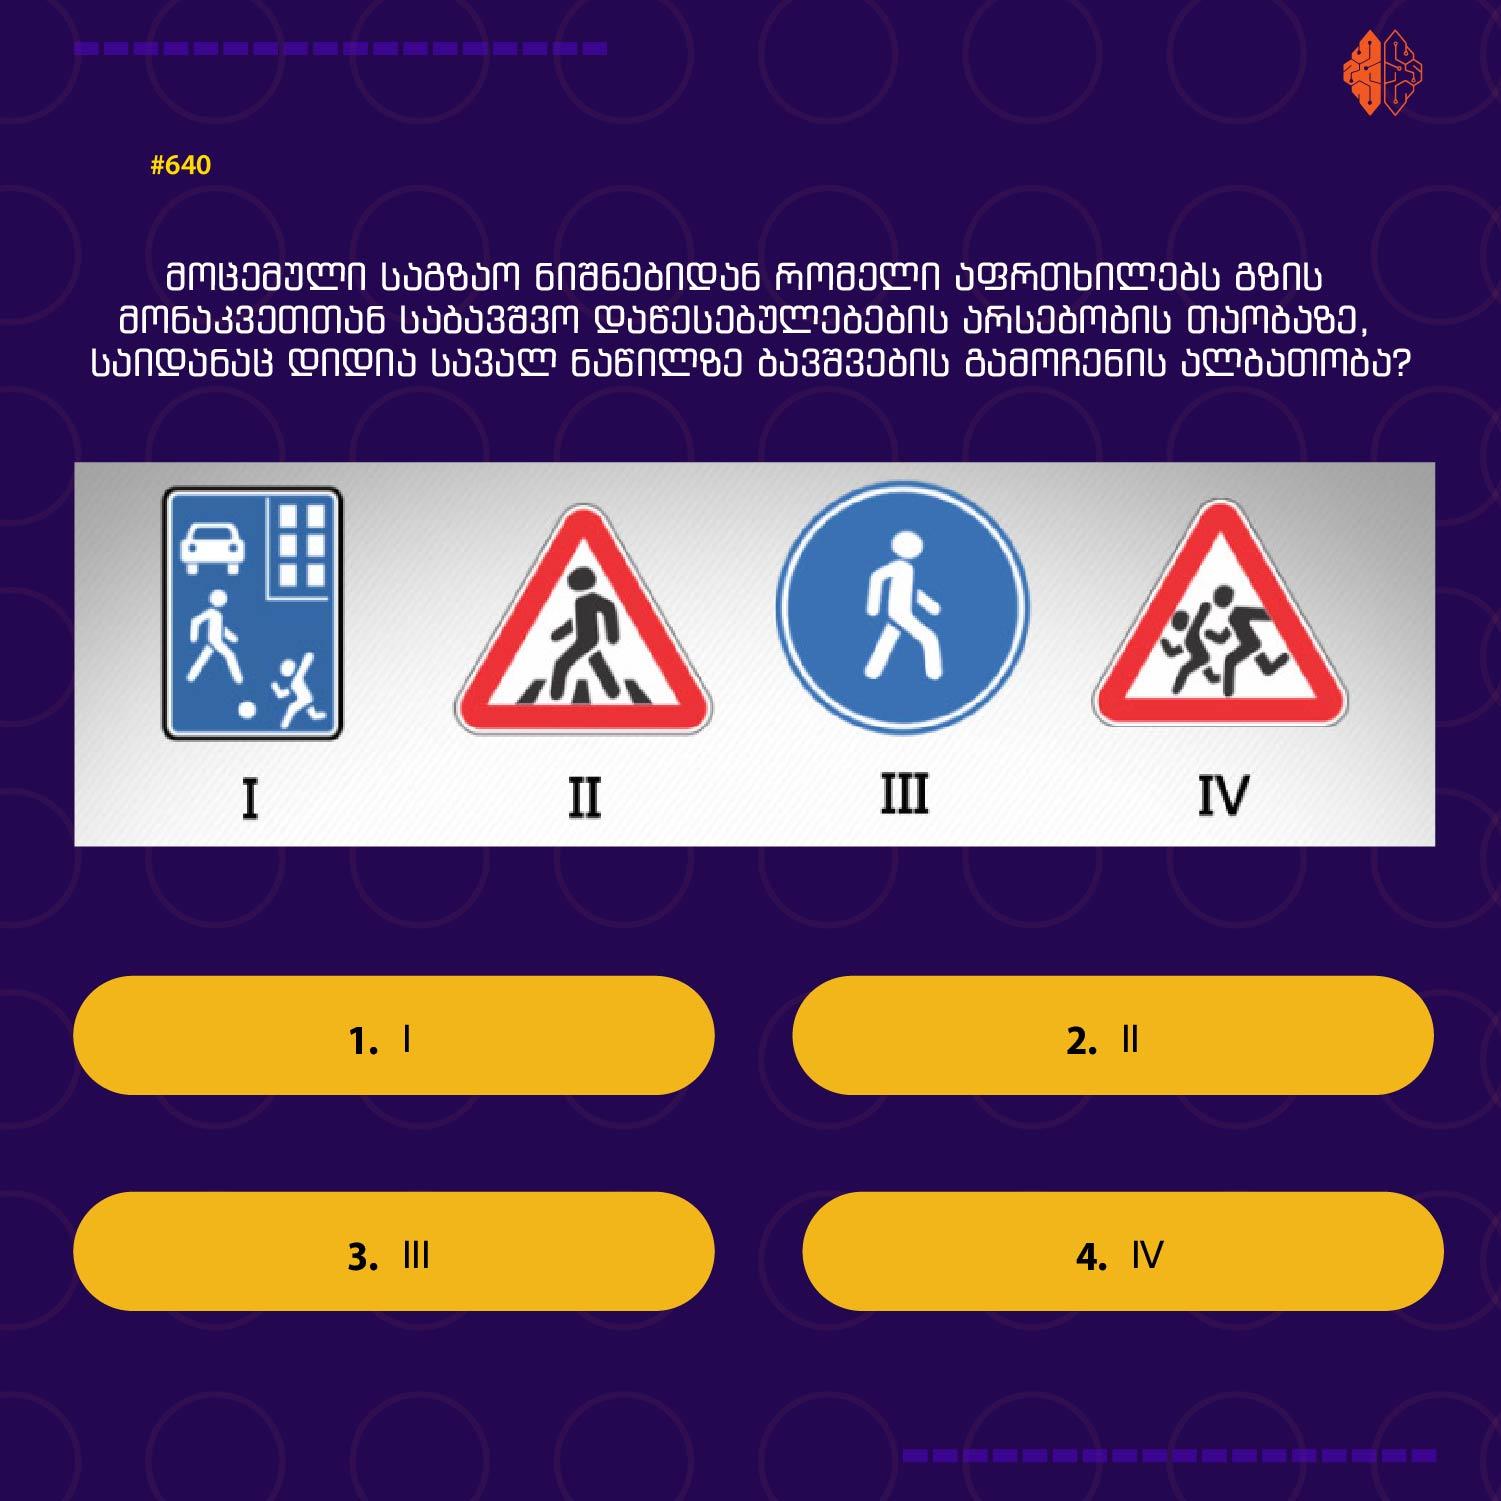 #640
მოცემული საგზაო ნიშნებიდან რომელი აფრთხილებს გზის
მონაკვეთთან საბავშვო დაწესებულებების არსებობის თაობაზე,
საიდანაც დიდია სავალ ნაწილზე ბავშვების გამოჩენის ალბათობა?
I II III IV
1. I
2. II
3. III
4. IV